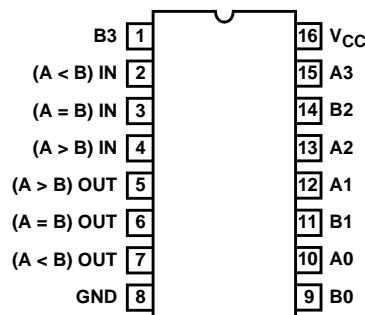 B3 1 16 VCC
(A < B) IN 2 15 A3
(A = B) IN 3 14 B2
(A > B) IN 4 13 A2
(A > B) OUT 5 12 A1
(A = B) OUT 6 11 B1
(A < B) OUT 7 10 A0
GND 8 9 B0